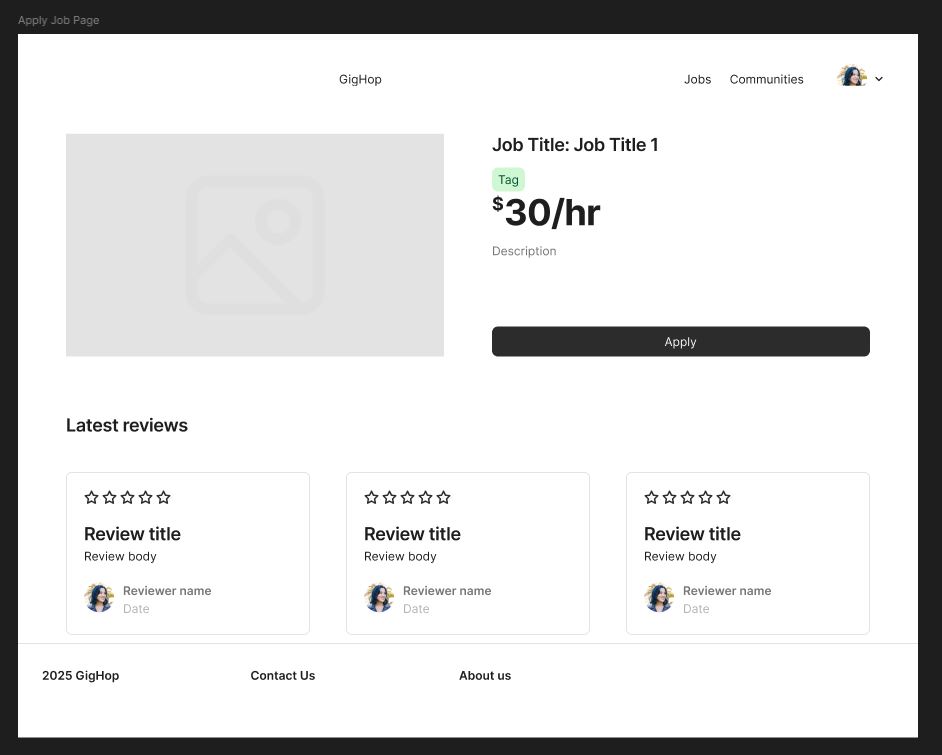 Apply Job Page
GigHop
Jobs
Communities
Job Title: Job Title 1
Tag
$30/hr
Description
Apply
Latest reviews
Review title
Review body
Reviewer name
Date
Review title
Review body
Reviewer name
Date
Review title
Review body
Reviewer name
Date
2025 GigHop
Contact Us
About us